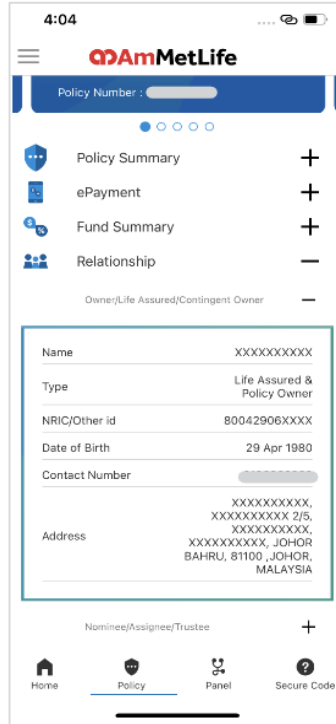 4:04
AmMetLife
Policy Number :
Policy Summary
ePayment
Fund Summary
Relationship
Owner/Life Assured/Contingent Owner
Name XXXXXXXXXX
Type Life Assured &
Policy Owner
NRIC/Other id 80042906XXXX
Date of Birth 29 Apr 1980
Contact Number
Address XXXXXXXXXX,
XXXXXXXXXX 2/5,
XXXXXXXXXX,
XXXXXXXXXX, JOHOR
BAHRU, 81100 ,JOHOR,
MALAYSIA
Nominee/Assignee/Trustee
Home Policy Panel Secure Code